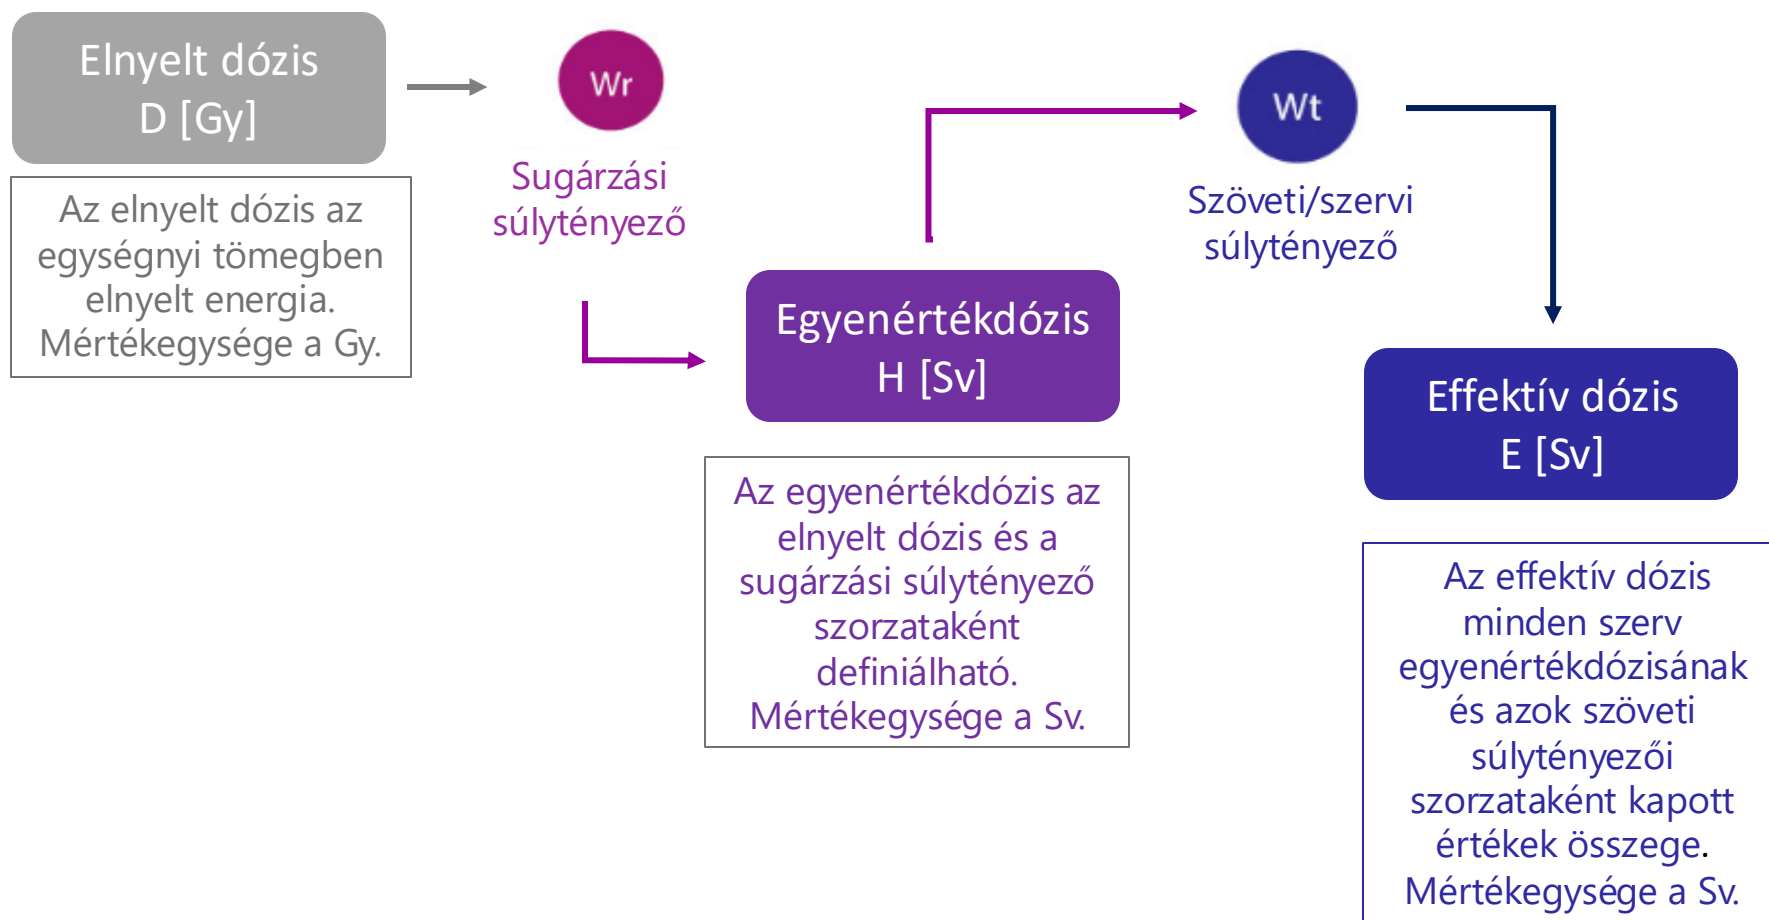 Elnyelt dózis
D [Gy]
Az elnyelt dózis az
egységnyi tömegben
elnyelt energia.
Mértékegysége a Gy.
Wr
Sugárzási
súlytényező
Egyenértékdózis
H [Sv]
Az egyenértékdózis az
elnyelt dózis és a
sugárzási súlytényező
szorzataként
definiálható.
Mértékegysége a Sv.
Wt
Szöveti/szervi
súlytényező
Effektív dózis
E [Sv]
Az effektív dózis
minden szerv
egyenértékdózisának
és azok szöveti
súlytényezői
szorzataként kapott
értékek összege.
Mértékegysége a Sv.